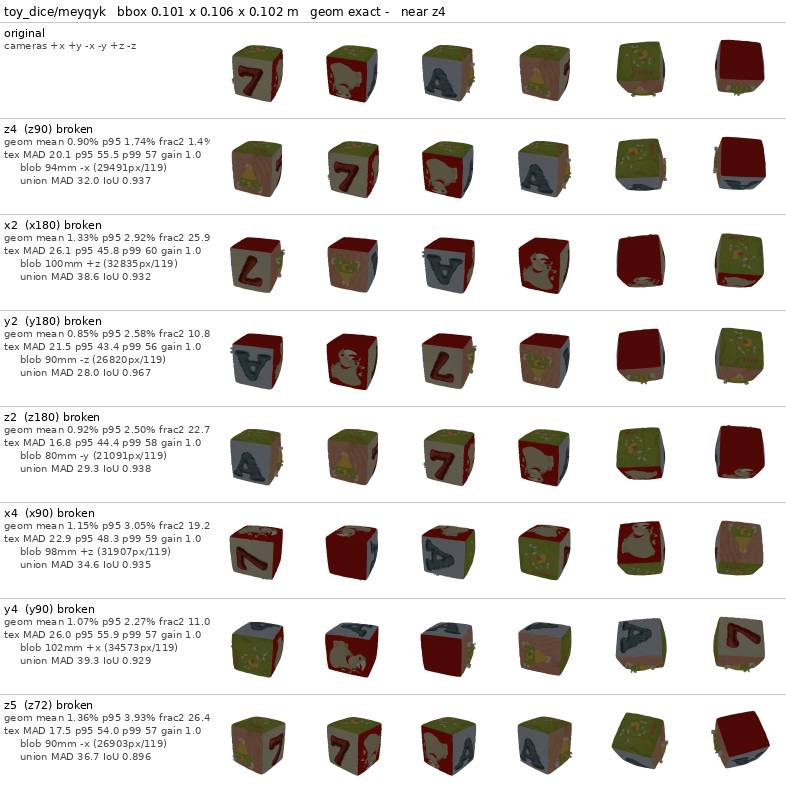 toy_dice/meyqyk bbox 0.101 x 0.106 x 0.102 m geom exact - near z4
original
cameras +x +y -x -y +z -z
7
A
z4 (z90) broken
geom mean 0.90% p95 1.74% frac2 1.4%
tex MAD 20.1 p95 55.5 p99 57 gain 1.0
blob 94mm -x (29491px/119)
union MAD 32.0 IoU 0.937
7
A
x2 (x180) broken
geom mean 1.33% p95 2.92% frac2 25.9
tex MAD 26.1 p95 45.8 p99 60 gain 1.0
blob 100mm +z (32835px/119)
union MAD 38.6 IoU 0.932
7
A
y2 (y180) broken
geom mean 0.85% p95 2.58% frac2 10.8
tex MAD 21.5 p95 43.4 p99 56 gain 1.0
blob 90mm -z (26820px/119)
union MAD 28.0 IoU 0.967
A
7
z2 (z180) broken
geom mean 0.92% p95 2.50% frac2 22.7
tex MAD 16.8 p95 44.4 p99 58 gain 1.0
blob 80mm -y (21091px/119)
union MAD 29.3 IoU 0.938
A
7
x4 (x90) broken
geom mean 1.15% p95 3.05% frac2 19.2
tex MAD 22.9 p95 48.3 p99 59 gain 1.0
blob 98mm +z (31907px/119)
union MAD 34.6 IoU 0.935
7
A
y4 (y90) broken
geom mean 1.07% p95 2.27% frac2 11.0
tex MAD 26.0 p95 55.9 p99 57 gain 1.0
blob 102mm +x (34573px/119)
union MAD 39.3 IoU 0.929
A
7
z5 (z72) broken
geom mean 1.36% p95 3.93% frac2 26.4
tex MAD 17.5 p95 54.0 p99 57 gain 1.0
blob 90mm -x (26903px/119)
union MAD 36.7 IoU 0.896
7
7
A
A